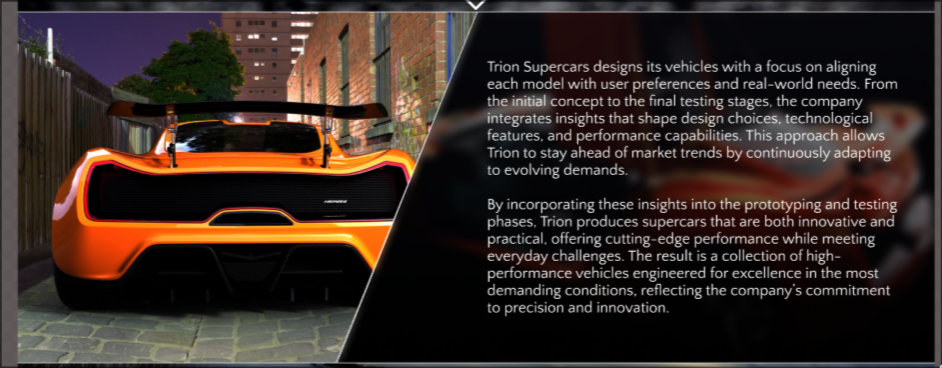 Trion Supercars designs its vehicles with a focus on aligning
each model with user preferences and real-world needs. From
the initial concept to the final testing stages, the company
integrates insights that shape design choices, technological
features, and performance capabilities. This approach allows
Trion to stay ahead of market trends by continuously adapting
to evolving demands.
By incorporating these insights into the prototyping and testing
phases, Trion produces supercars that are both innovative and
practical, offering cutting-edge performance while meeting
everyday challenges. The result is a collection of high-
performance vehicles engineered for excellence in the most
demanding conditions, reflecting the company's commitment
to precision and innovation.